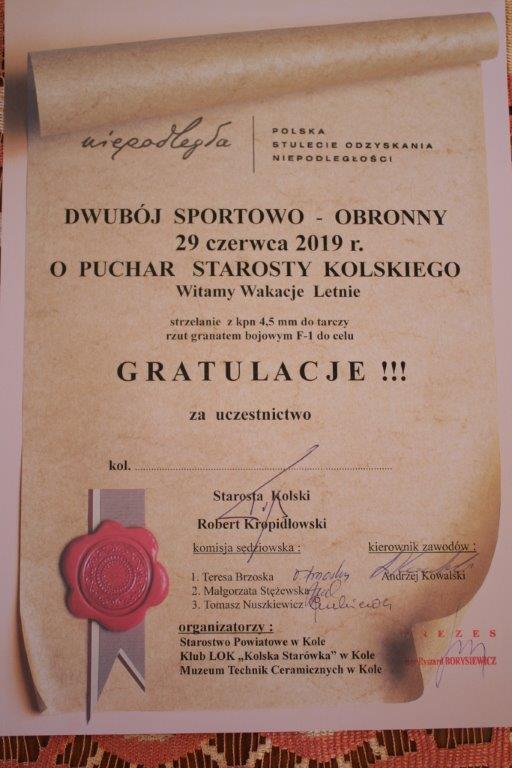 niepodległa
POLSKA
STULECIE ODZYSKANIA
NIEPODLEGŁOŚCI
DWUBÓJ SPORTOWO - OBRONNY
29 czerwca 2019 r.
O PUCHAR STAROSTY KOLSKIEGO
Witamy Wakacje Letnie
strzelanie z kpn 4,5 mm do tarczy
rzut granatem bojowym F-1 do celu
GRATULACJE !!!
za uczestnictwo
kol. ..........................................................................
Starosta Kolski
Robert Kropidłowski
komisja sędziowska :
1. Teresa Brzoska
2. Małgorzata Stężewska
3. Tomasz Nuszkiewicz
kierownik zawodów :
Andrzej Kowalski
organizatorzy :
Starostwo Powiatowe w Kole
Klub LOK „Kolska Starówka” w Kole
Muzeum Technik Ceramicznych w Kole
PREZES
Ryszard BORYSIEWICZ